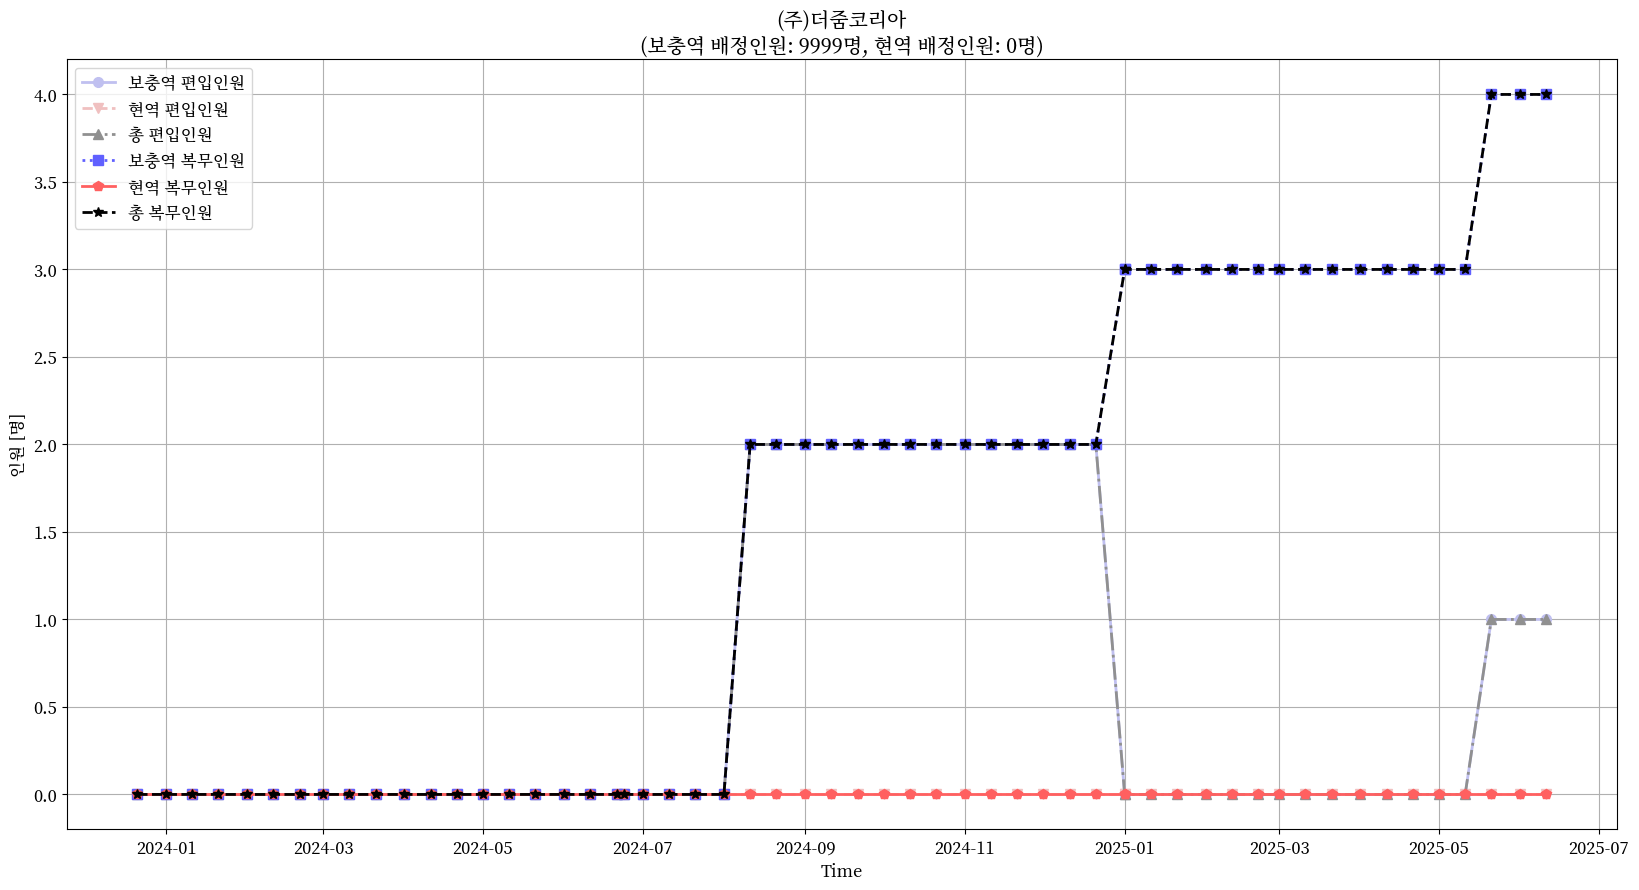 (주)더줌코리아
(보충역 배정인원: 9999명, 현역 배정인원: 0명)
보충역 편입인원
현역 편입인원
총 편입인원
보충역 복무인원
현역 복무인원
총 복무인원
4.0
3.5
3.0
2.5
2.0
1.5
1.0
0.5
0.0
인원 [명]
2024-01
2024-03
2024-05
2024-07
2024-09
2024-11
2025-01
2025-03
2025-05
2025-07
Time